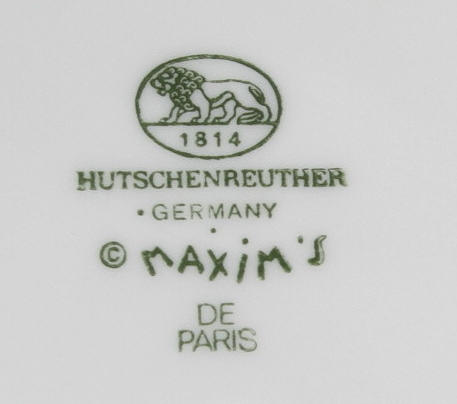 1814
HUTSCHENREUTHER
GERMANY
© MAXiM'S
DE
PARIS